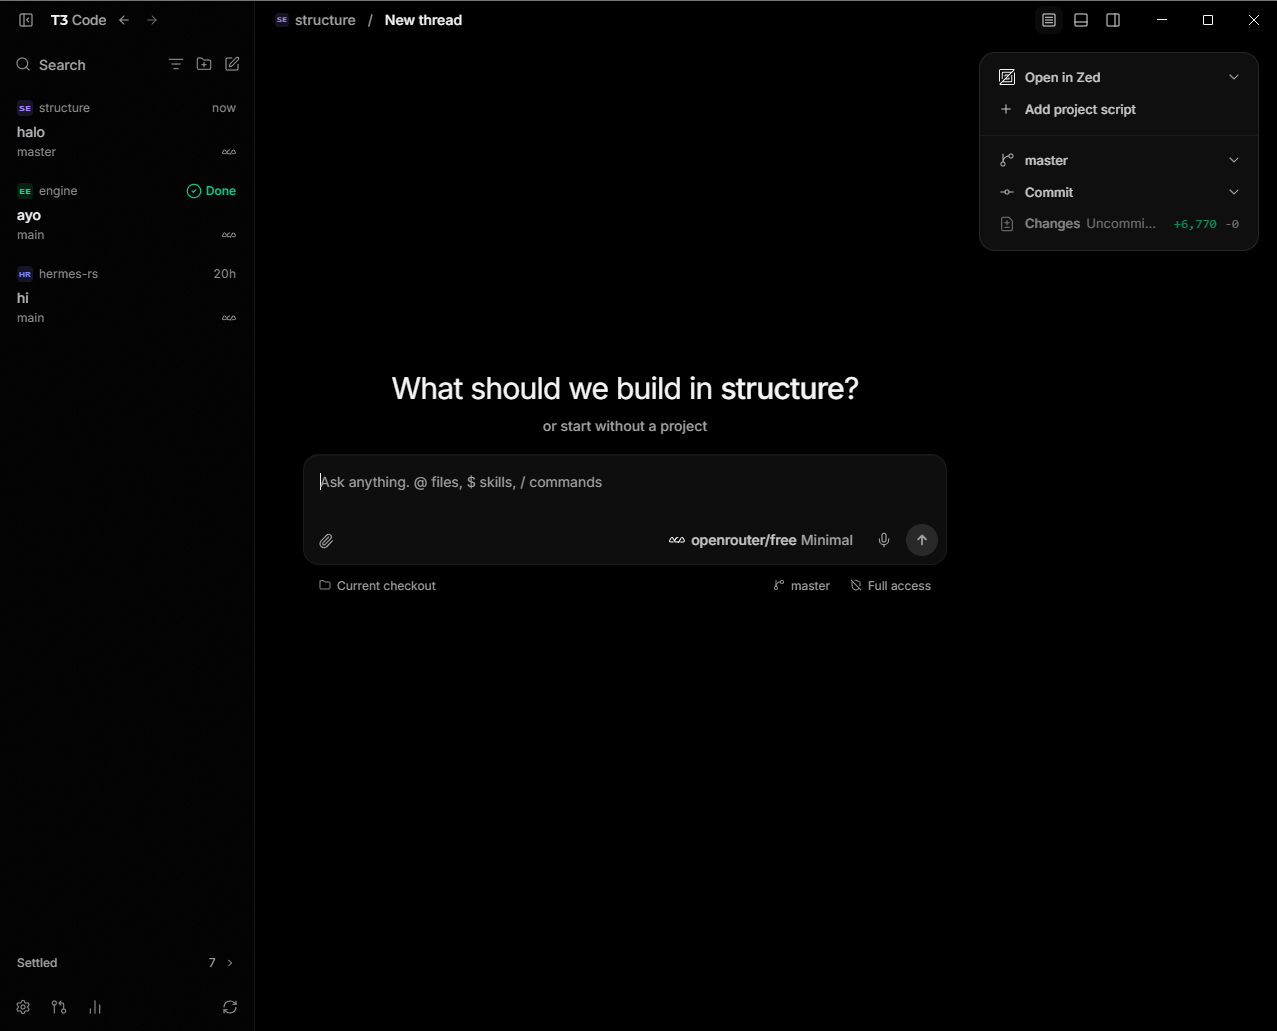 T3 Code
Search
SE structure now
halo
master
EE engine Done
ayo
main
HR hermes-rs 20h
hi
main
Settled 7
SE structure / New thread
Open in Zed
Add project script
master
Commit
Changes Uncommi... +6,770 -0
What should we build in structure?
or start without a project
Ask anything. @ files, $ skills, / commands
openrouter/free Minimal
Current checkout master Full access